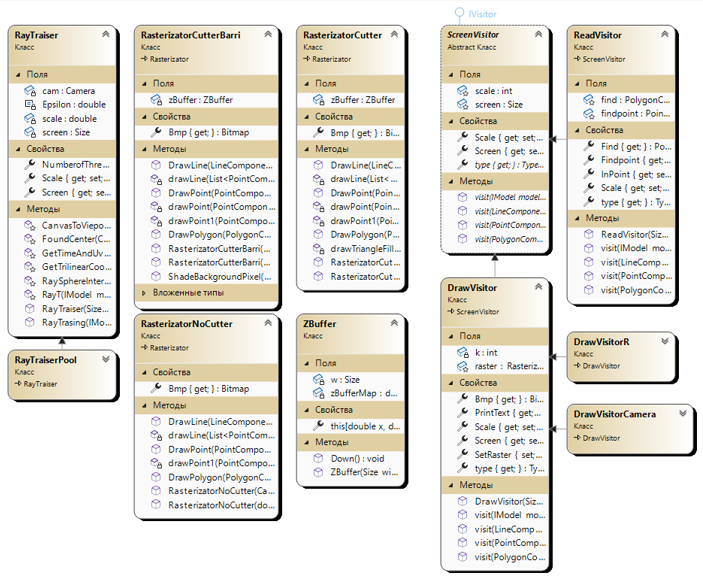 RayTraiser
Класс
Поля
cam : Camera
Epsilon : double
scale : double
screen : Size
Свойства
NumberofThre...
Scale { get; set;...
Screen { get; se...
Методы
CanvasToViepo...
FoundCenter(C...
GetTimeAndUv...
GetTrilinearCoo...
RaySphereInter...
RayT(IModel m...
RayTraiser(Size...
RayTrasing(IMo...
RayTraiserPool
Класс
RayTraiser
RasterizatorCutterBarri
Класс
Rasterizator
Поля
zBuffer : ZBuffer
Свойства
Bmp { get; } : Bitmap
Методы
DrawLine(LineCompone...
drawLine(List<PointCom...
DrawPoint(PointCompo...
drawPoint(PointCompon...
drawPoint1(PointCompo...
DrawPolygon(PolygonC...
RasterizatorCutterBarri(...
RasterizatorCutterBarri(...
ShadeBackgroundPixel(...
Вложенные типы
RasterizatorNoCutter
Класс
Rasterizator
Свойства
Bmp { get; } : Bitmap
Методы
DrawLine(LineCompone...
drawLine(List<PointCom...
DrawPoint(PointCompo...
drawPoint1(PointCompo...
DrawPolygon(PolygonC...
RasterizatorNoCutter(Ca...
RasterizatorNoCutter(do...
RasterizatorCutter
Класс
Rasterizator
Поля
zBuffer : ZBuffer
Свойства
Bmp { get; } : Bi...
Методы
DrawLine(LineC...
drawLine(List<...
DrawPoint(Poin...
drawPoint(Poin...
drawPoint1(Poi...
DrawPolygon(P...
drawTriangleFill...
RasterizatorCut...
RasterizatorCut...
ZBuffer
Класс
Поля
w : Size
zBufferMap : d...
Свойства
this[double x, d...
Методы
Down() : void
ZBuffer(Size wi...
IVisitor
ScreenVisitor
Abstract Класс
Поля
scale : int
screen : Size
Свойства
Scale { get; set;...
Screen { get; se...
type { get; } : Type...
Методы
visit(IModel model...
visit(LineCompone...
visit(PointCompon...
visit(PolygonCom...
DrawVisitor
Класс
ScreenVisitor
Поля
k : int
raster : Rasteriz...
Свойства
Bmp { get; } : Bi...
PrintText { get;...
Scale { get; set;...
Screen { get; se...
SetRaster { set;...
type { get; } : Ty...
Методы
DrawVisitor(Siz...
visit(IModel mo...
visit(LineComp...
visit(PointComp...
visit(PolygonCo...
ReadVisitor
Класс
ScreenVisitor
Поля
find : PolygonC...
findpoint : Poin...
Свойства
Find { get; } : Po...
Findpoint { get;...
InPoint { get; se...
Scale { get; set;...
type { get; } : Ty...
Методы
ReadVisitor(Siz...
visit(IModel mo...
visit(LineComp...
visit(PointComp...
visit(PolygonCo...
DrawVisitorR
Класс
DrawVisitor
DrawVisitorCamera
Класс
DrawVisitor